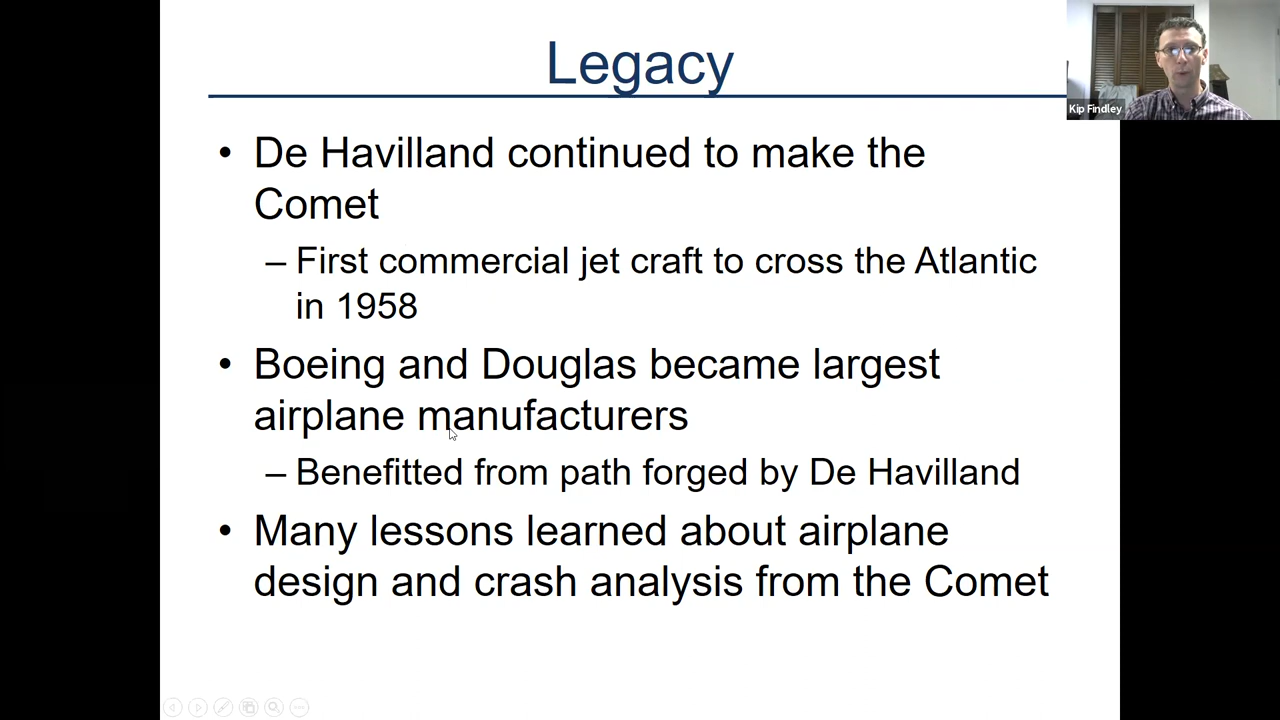 Legacy
Kip Findley
• De Havilland continued to make the
Comet
– First commercial jet craft to cross the Atlantic
in 1958
• Boeing and Douglas became largest
airplane manufacturers
– Benefitted from path forged by De Havilland
• Many lessons learned about airplane
design and crash analysis from the Comet